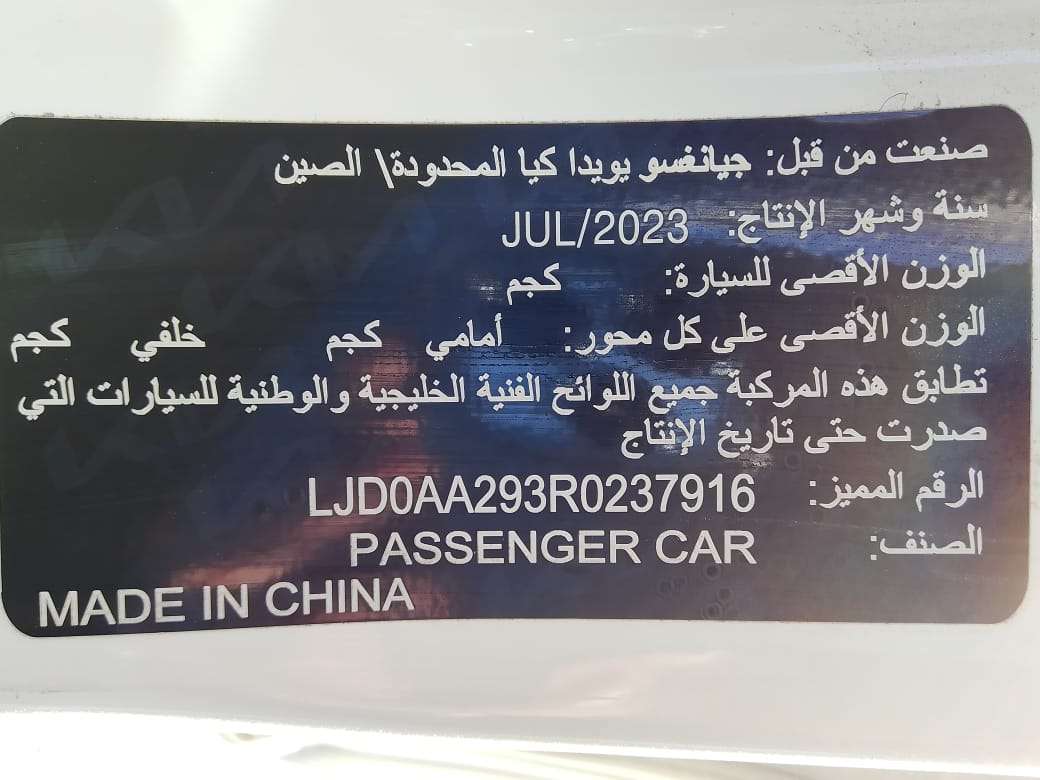 صنعت من قبل: جيانغسو يويدا كيا المحدودة\ الصين
سنة وشهر الإنتاج: JUL/2023
الوزن الأقصى للسيارة: كجم
الوزن الأقصى على كل محور: أمامي كجم خلفي كجم
تطابق هذه المركبة جميع اللوائح الفنية الخليجية والوطنية للسيارات التي
صدرت حتى تاريخ الإنتاج
الرقم المميز: LJD0AA293R0237916
الصنف: PASSENGER CAR
MADE IN CHINA